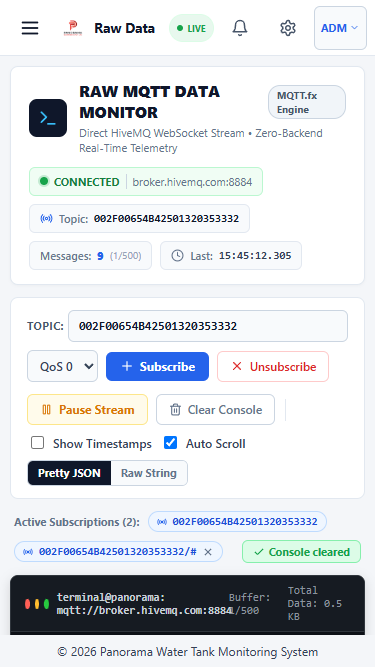 Raw Data
LIVE
ADM
RAW MQTT DATA
MONITOR
MQTT.fx
Engine
Direct HiveMQ WebSocket Stream • Zero-Backend
Real-Time Telemetry
CONNECTED
broker.hivemq.com:8884
Topic: 002F00654B42501320353332
Messages: 9 (1/500)
Last: 15:45:12.305
TOPIC: 002F00654B42501320353332
QoS 0
Subscribe
Unsubscribe
Pause Stream
Clear Console
Show Timestamps
Auto Scroll
Pretty JSON
Raw String
Active Subscriptions (2):
002F00654B42501320353332
002F00654B42501320353332/#
Console cleared
terminal@panorama:
mqtt://broker.hivemq.com:8884
Buffer:
1/500
Total
Data: 0.5
KB
© 2026 Panorama Water Tank Monitoring System